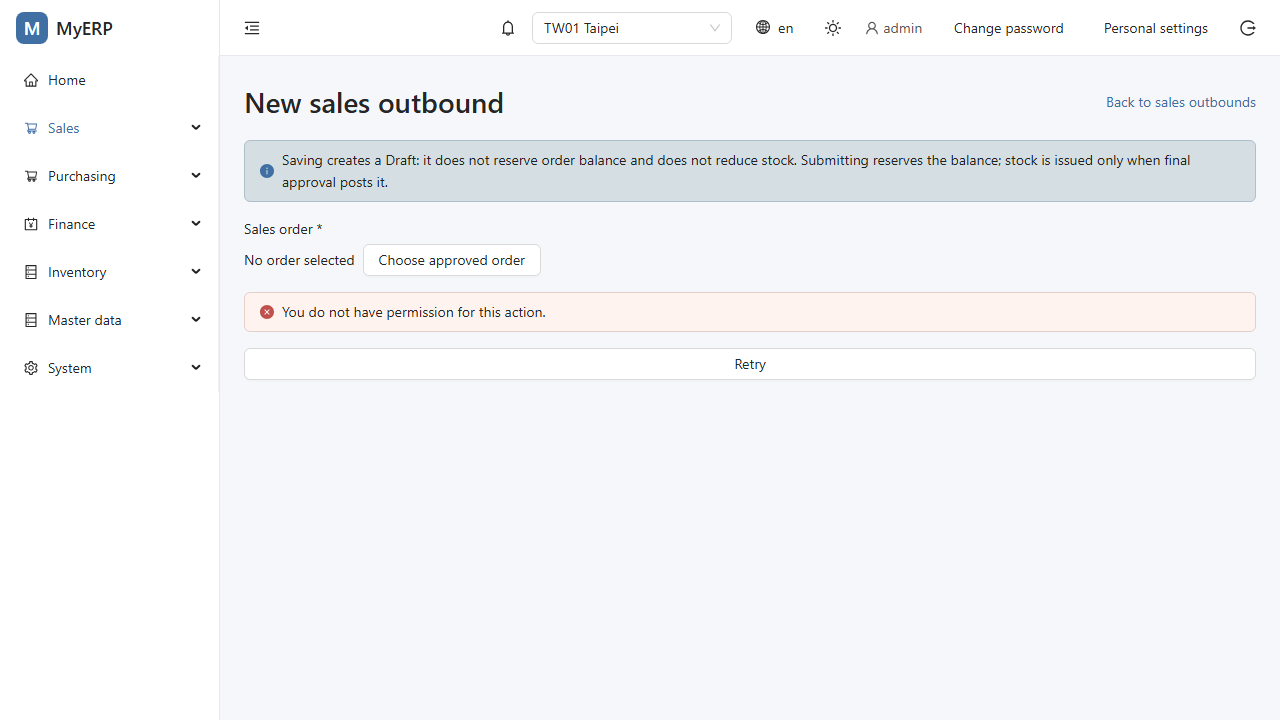 M MyERP
TW01 Taipei
en
admin
Change password
Personal settings
Home
Sales
Purchasing
Finance
Inventory
Master data
System
New sales outbound
Back to sales outbounds
Saving creates a Draft: it does not reserve order balance and does not reduce stock. Submitting reserves the balance; stock is issued only when final
approval posts it.
Sales order *
No order selected
Choose approved order
You do not have permission for this action.
Retry